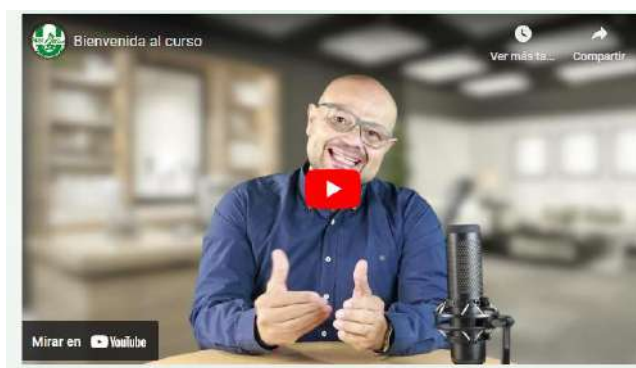 Bienvenida al curso
Ver más ta...
Compartir
Mirar en YouTube